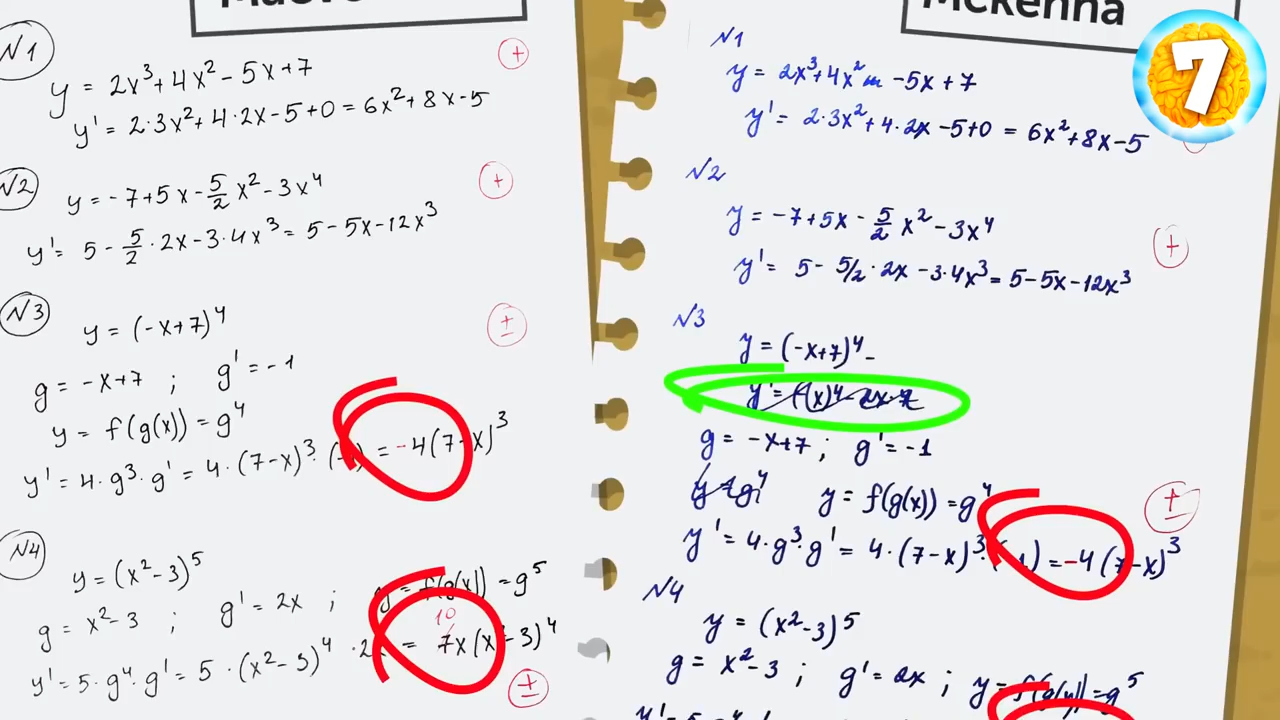 McKenna
7
N1
y = 2x³+4x²-5x+7
y' = 2·3x²+4·2x-5+0 = 6x²+8x-5
+
N2
y = -7+5x-5/2 x²-3x⁴
y' = 5-5/2·2x-3·4x³= 5-5x-12x³
+
N3
y = (-x+7)⁴
g = -x+7 ; g' = -1
y = f(g(x)) = g⁴
y' = 4·g³·g' = 4·(7-x)³· = -4(7-x)³
±
N4
y = (x²-3)⁵
g = x²-3 ; g' = 2x ; y = f(g(x)) = g⁵
10
y' = 5·g⁴·g' = 5·(x²-3)⁴·2x = 7x(x²-3)⁴
±
N1
y = 2x³+4x² -5x+7
y' = 2·3x²+4·2x-5+0 = 6x²+8x-5
N2
y = -7+5x-5/2 x²-3x⁴
y' = 5-5/2·2x-3·4x³= 5-5x-12x³
+
N3
y = (-x+7)⁴-
g = -x+7 ; g' = -1
y = g⁴ y = f(g(x)) = g⁴
y' = 4·g³·g' = 4·(7-x)³·(-1) = -4(7-x)³
±
N4
y = (x²-3)⁵
g = x²-3 ; g' = 2x ; y = f(g(x)) = g⁵